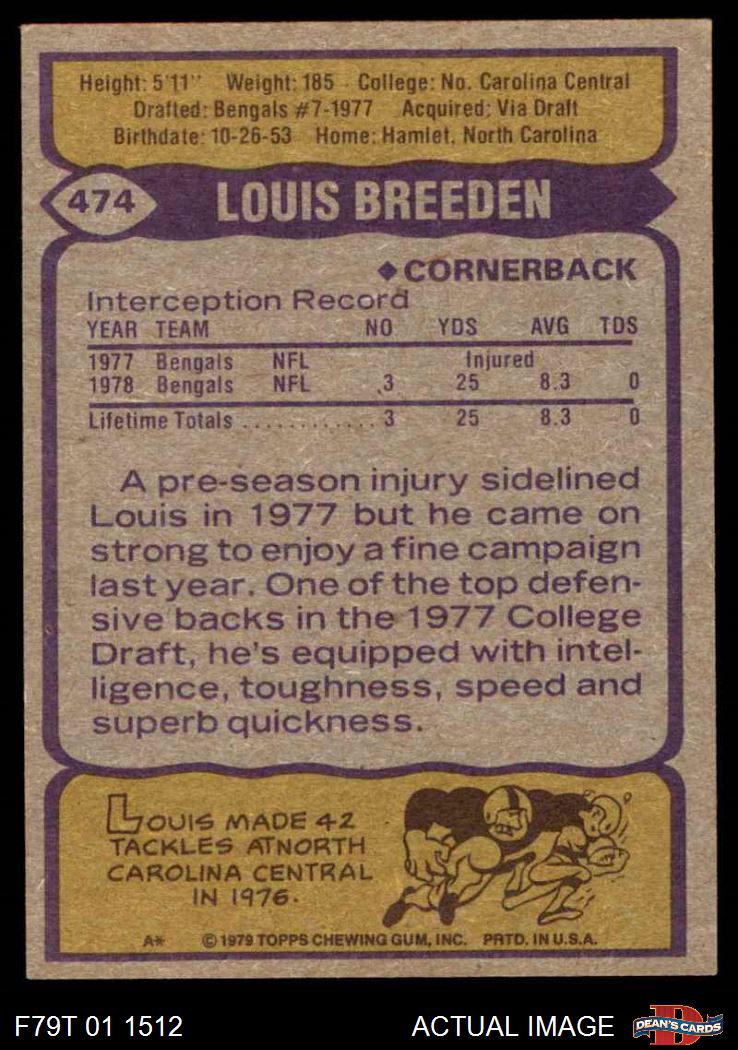 Height: 5'11" Weight: 185 College: No. Carolina Central
Drafted: Bengals #7-1977 Acquired: Via Draft
Birthdate: 10-26-53 Home: Hamlet, North Carolina
474 LOUIS BREEDEN
◆ CORNERBACK
Interception Record
YEAR TEAM NO YDS AVG TDS
1977 Bengals NFL Injured
1978 Bengals NFL 3 25 8.3 0
Lifetime Totals ............ 3 25 8.3 0
A pre-season injury sidelined
Louis in 1977 but he came on
strong to enjoy a fine campaign
last year. One of the top defen-
sive backs in the 1977 College
Draft, he's equipped with intel-
ligence, toughness, speed and
superb quickness.
LOUIS MADE 42
TACKLES AT NORTH
CAROLINA CENTRAL
IN 1976.
A* © 1979 TOPPS CHEWING GUM, INC. PRTD. IN U.S.A.
F79T 01 1512 ACTUAL IMAGE D DEAN'S CARDS